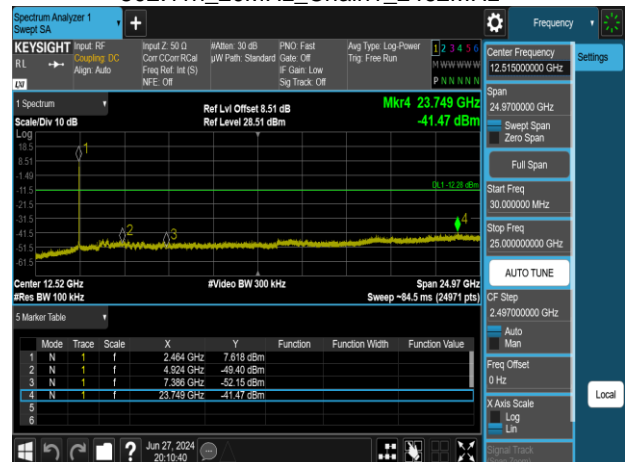 Spectrum Analyzer 1
Swept SA
Frequency
KEYSIGHT
RL
Input: RF
Coupling: DC
Align: Auto
Input Z: 50 Ω
Corr CCorr RCal
Freq Ref: Int (S)
NFE: Off
#Atten: 30 dB
µW Path: Standard
PNO: Fast
Gate: Off
IF Gain: Low
Sig Track: Off
Avg Type: Log-Power
Trig: Free Run
1 2 3 4 5 6
M W W W W W
P N N N N N
LXI
1 Spectrum
Scale/Div 10 dB
Ref Lvl Offset 8.51 dB
Ref Level 28.51 dBm
Mkr4 23.749 GHz
-41.47 dBm
Log
18.5
8.51
-1.49
-11.5
-21.5
-31.5
-41.5
-51.5
-61.5
1
2
3
4
DL1 -12.28 dBm
Center 12.52 GHz
#Res BW 100 kHz
#Video BW 300 kHz
Span 24.97 GHz
Sweep ~84.5 ms (24971 pts)
5 Marker Table
Mode Trace Scale X Y Function Function Width Function Value
1 N 1 f 2.464 GHz 7.618 dBm
2 N 1 f 4.924 GHz -49.40 dBm
3 N 1 f 7.386 GHz -52.15 dBm
4 N 1 f 23.749 GHz -41.47 dBm
5
6
Jun 27, 2024
20:10:40
Center Frequency
12.515000000 GHz
Span
24.9700000 GHz
Swept Span
Zero Span
Full Span
Start Freq
30.000000 MHz
Stop Freq
25.000000000 GHz
AUTO TUNE
CF Step
2.497000000 GHz
Auto
Man
Freq Offset
0 Hz
X Axis Scale
Log
Lin
Signal Track
Settings
Local